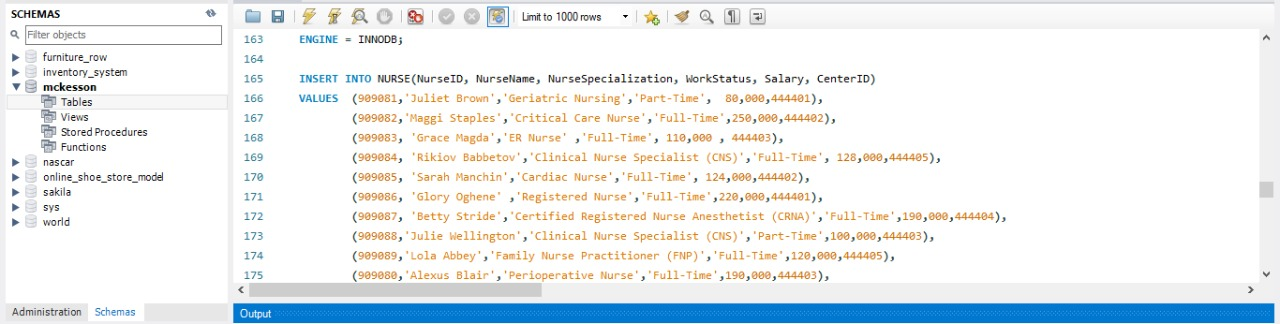 SCHEMAS
Filter objects
furniture_row
inventory_system
mckesson
Tables
Views
Stored Procedures
Functions
nascar
online_shoe_store_model
sakila
sys
world
Administration Schemas
Limit to 1000 rows
163 ENGINE = INNODB;
164
165 INSERT INTO NURSE(NurseID, NurseName, NurseSpecialization, WorkStatus, Salary, CenterID)
166 VALUES (909081,'Juliet Brown','Geriatric Nursing','Part-Time', 80,000,444401),
167 (909082,'Maggi Staples','Critical Care Nurse','Full-Time',250,000,444402),
168 (909083, 'Grace Magda','ER Nurse' ,'Full-Time', 110,000 , 444403),
169 (909084, 'Rikiov Babbetov','Clinical Nurse Specialist (CNS)','Full-Time', 128,000,444405),
170 (909085, 'Sarah Manchin','Cardiac Nurse','Full-Time', 124,000,444402),
171 (909086, 'Glory Oghene' ,'Registered Nurse','Full-Time',220,000,444401),
172 (909087, 'Betty Stride','Certified Registered Nurse Anesthetist (CRNA)','Full-Time',190,000,444404),
173 (909088,'Julie Wellington','Clinical Nurse Specialist (CNS)','Part-Time',100,000,444403),
174 (909089,'Lola Abbey','Family Nurse Practitioner (FNP)','Full-Time',120,000,444405),
175 (909080,'Alexus Blair','Perioperative Nurse','Full-Time',190,000,444403),
Output